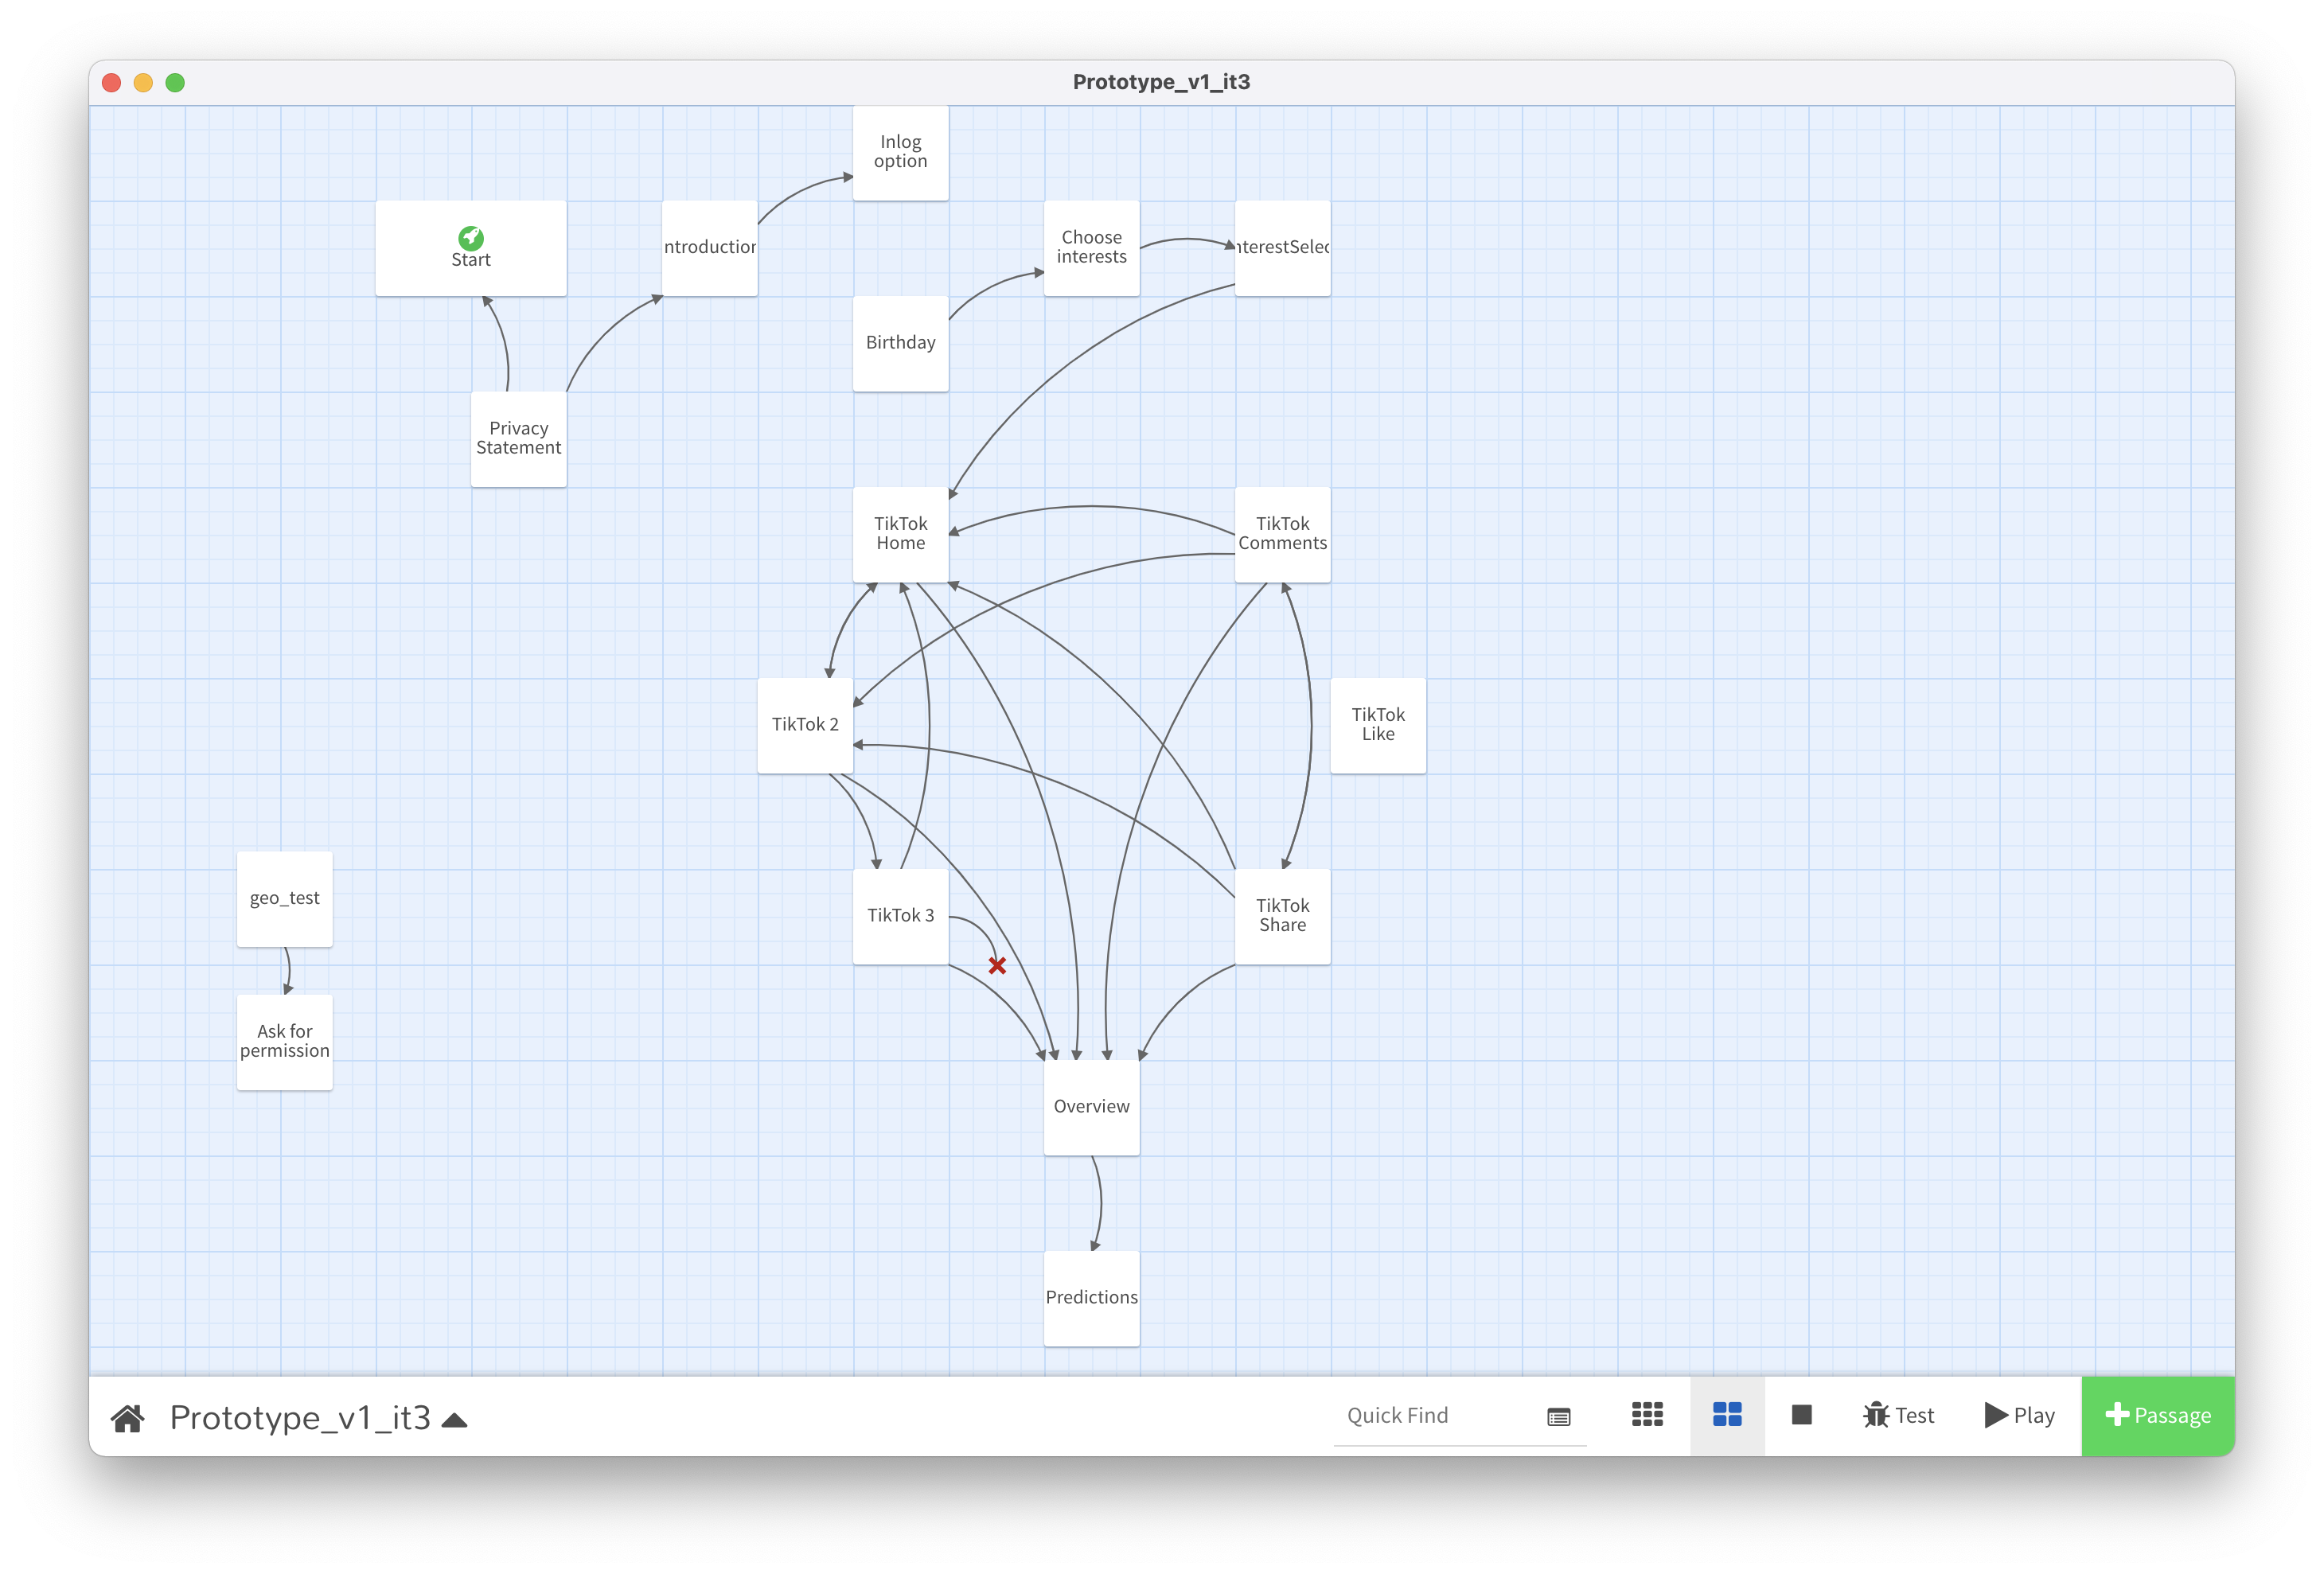 Prototype_v1_it3
Inlog
option
Start
ntroduction
Choose
interests
nterestSelec
Birthday
Privacy
Statement
TikTok
Home
TikTok
Comments
TikTok 2
TikTok
Like
geo_test
TikTok 3
TikTok
Share
Ask for
permission
Overview
Predictions
Prototype_v1_it3
Quick Find
Test
Play
Passage